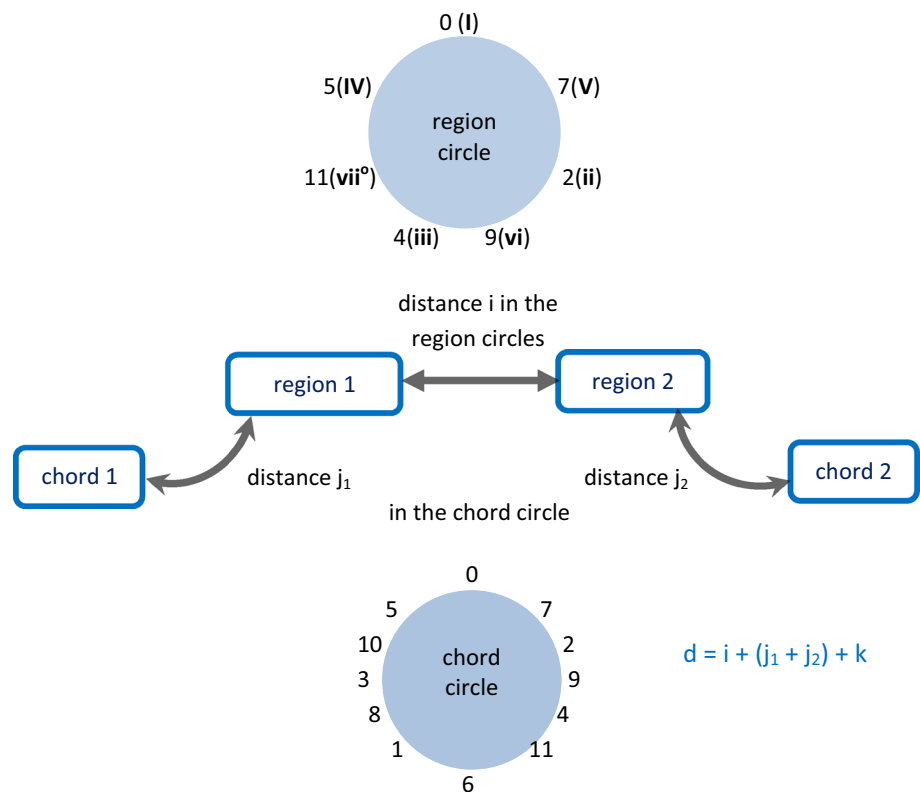 0 (I)
5(IV)
7(V)
region
circle
11(vii°)
2(ii)
4(iii)
9(vi)
distance i in the
region circles
region 1
region 2
chord 1
distance j₁
distance j₂
chord 2
in the chord circle
0
5
7
10
2
chord
circle
3
9
8
4
1
11
6
d = i + (j₁ + j₂) + k